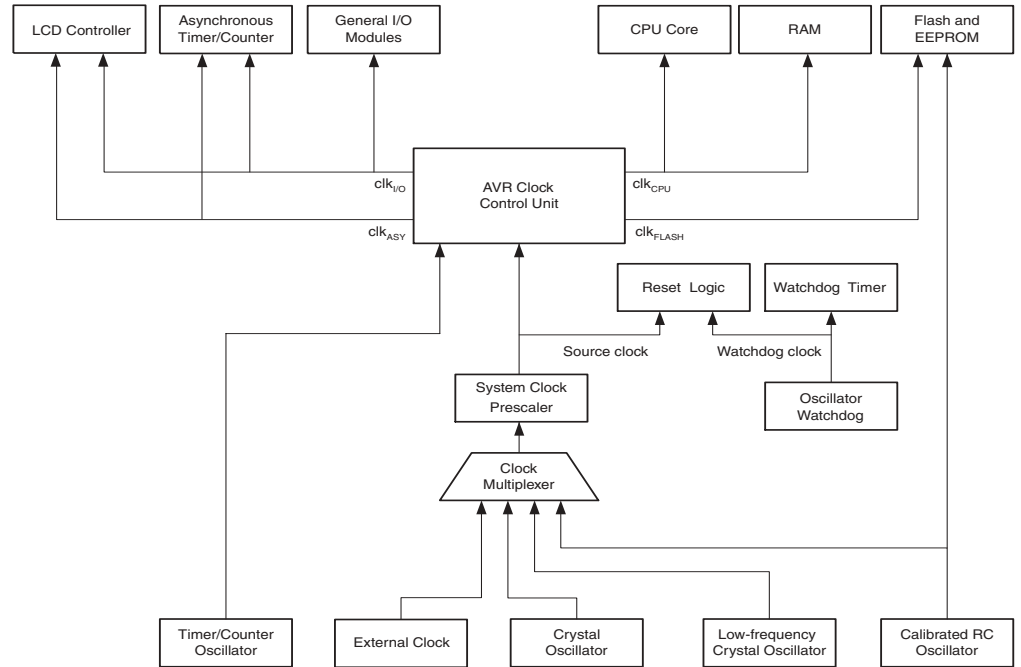 LCD Controller
Asynchronous
Timer/Counter
General I/O
Modules
CPU Core
RAM
Flash and
EEPROM
clkI/O
AVR Clock
Control Unit
clkCPU
clkASY
clkFLASH
Reset Logic
Watchdog Timer
Source clock
Watchdog clock
System Clock
Prescaler
Oscillator
Watchdog
Clock
Multiplexer
Timer/Counter
Oscillator
External Clock
Crystal
Oscillator
Low-frequency
Crystal Oscillator
Calibrated RC
Oscillator